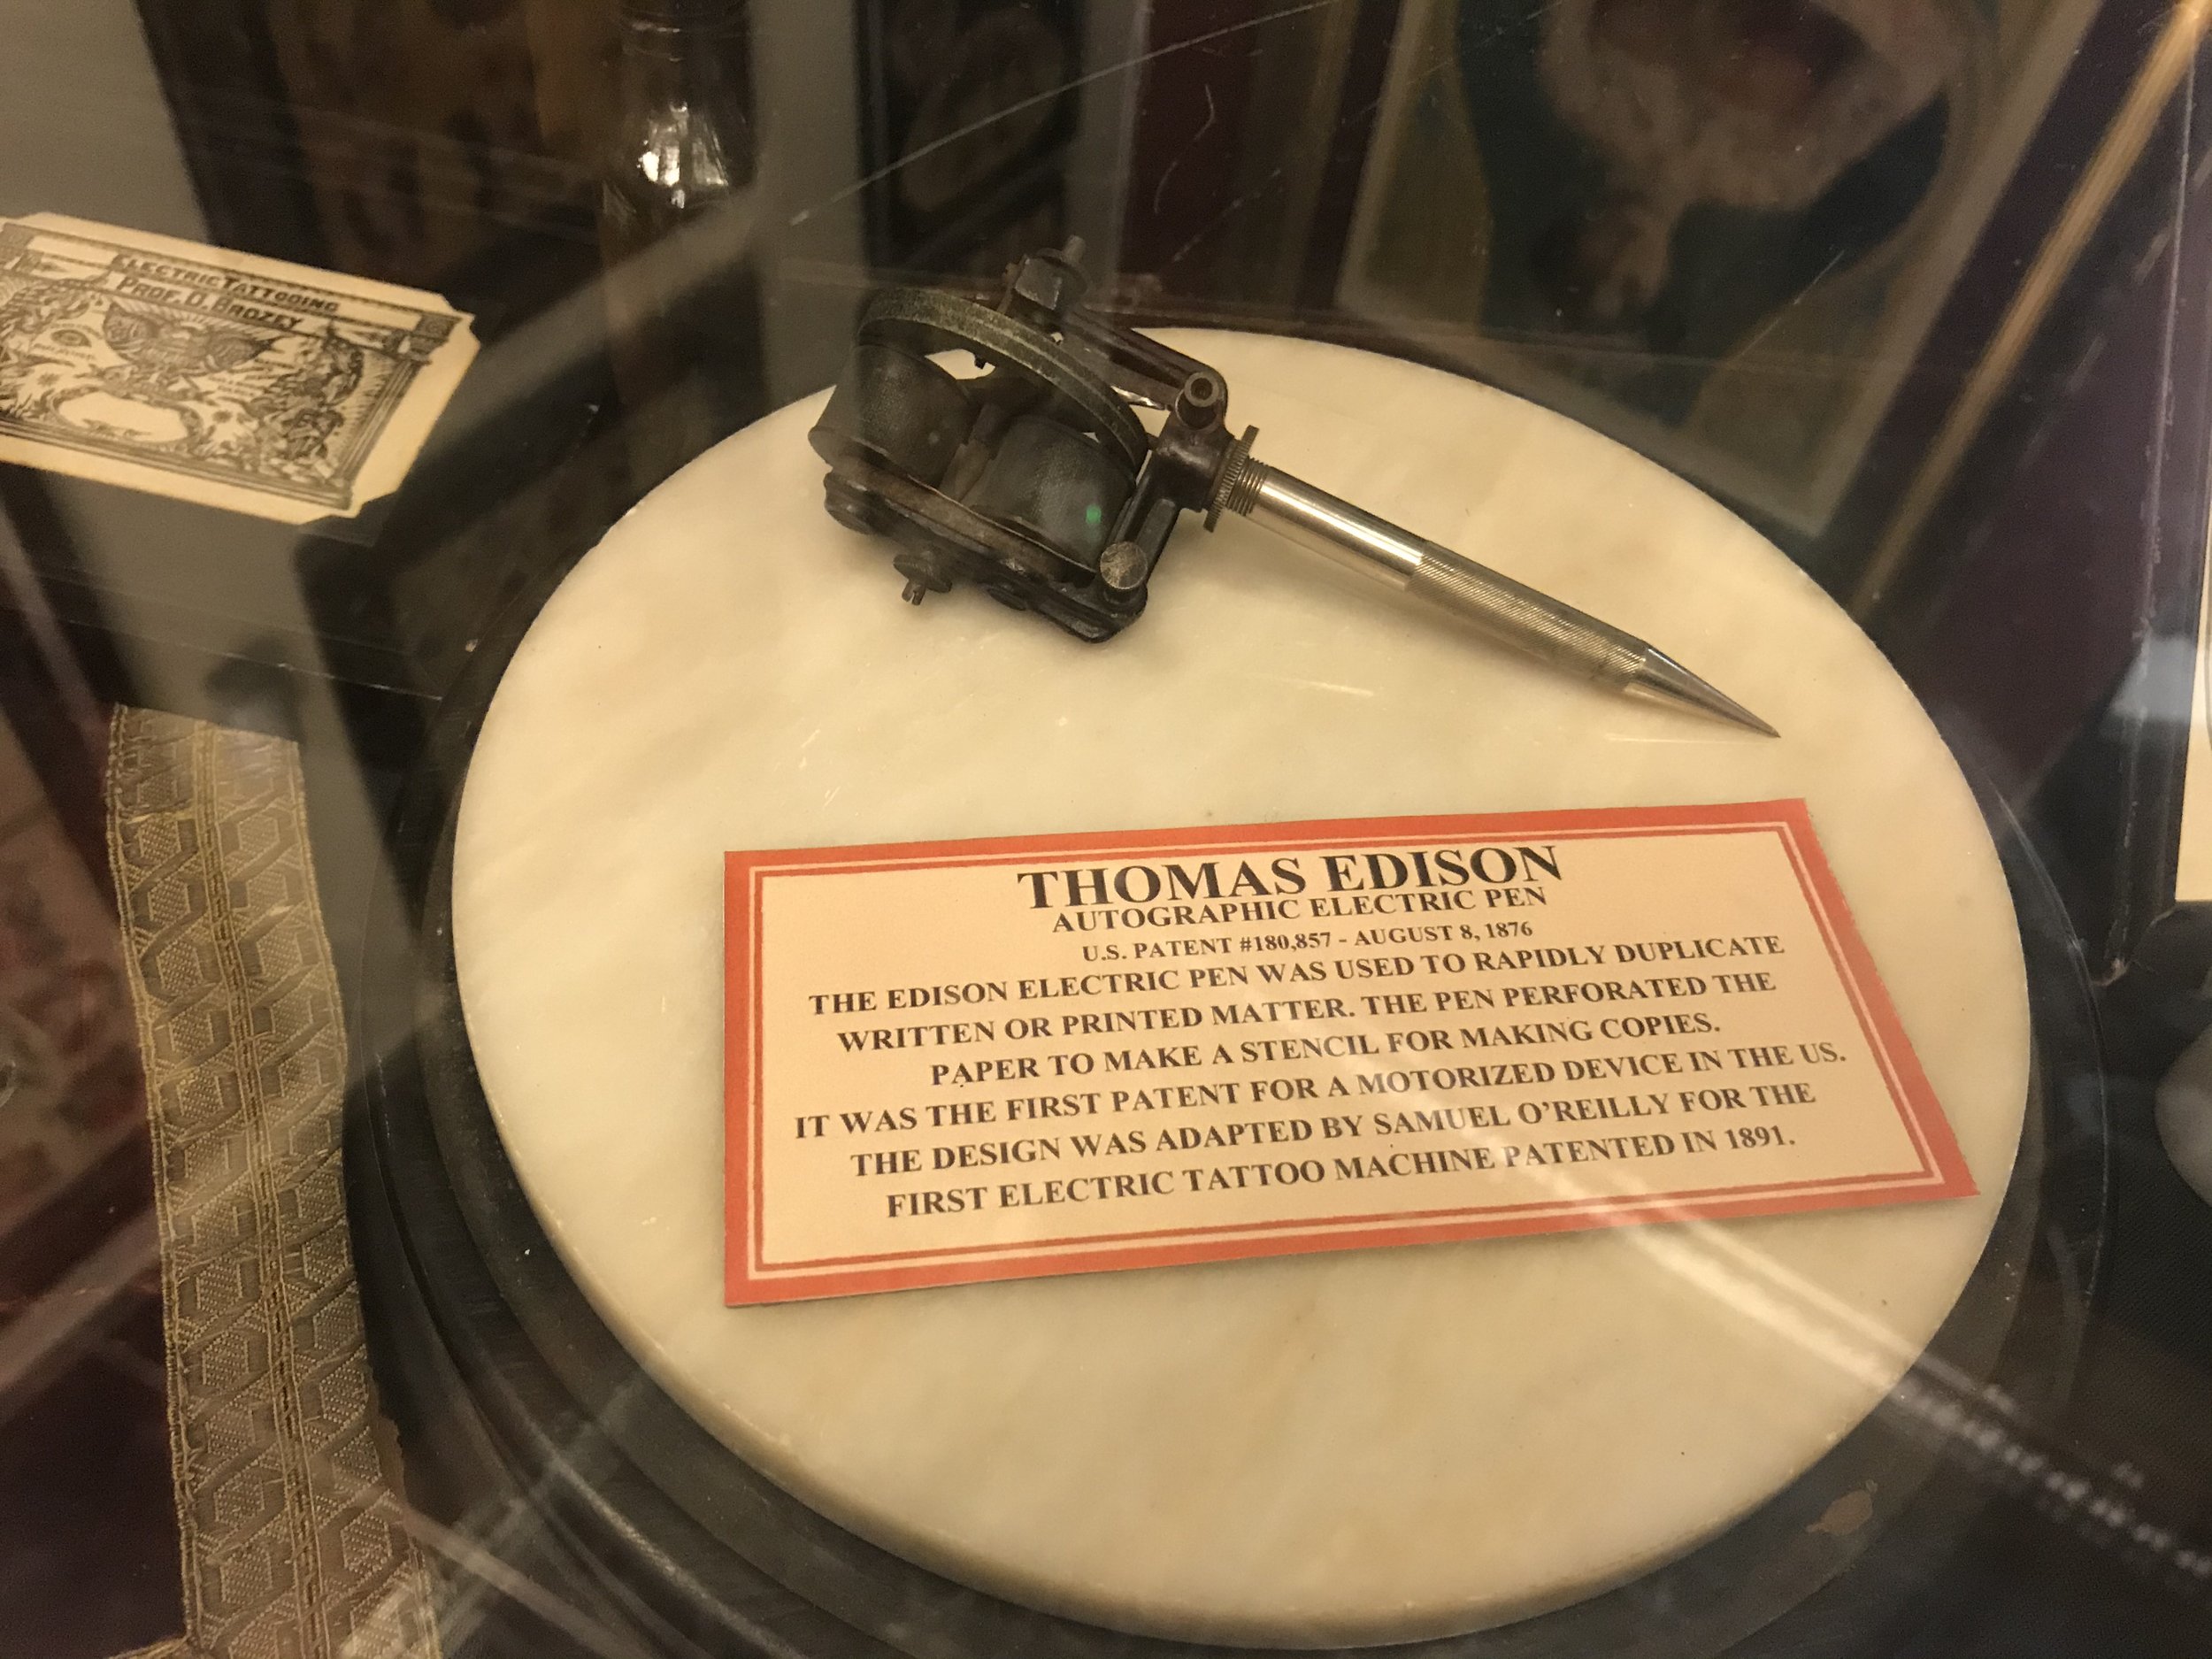 ELECTRIC TATTOOING
PROF. D. BROZEY
THOMAS EDISON
AUTOGRAPHIC ELECTRIC PEN
U.S. PATENT #180,857 - AUGUST 8, 1876
THE EDISON ELECTRIC PEN WAS USED TO RAPIDLY DUPLICATE
WRITTEN OR PRINTED MATTER. THE PEN PERFORATED THE
PAPER TO MAKE A STENCIL FOR MAKING COPIES.
IT WAS THE FIRST PATENT FOR A MOTORIZED DEVICE IN THE US.
THE DESIGN WAS ADAPTED BY SAMUEL O'REILLY FOR THE
FIRST ELECTRIC TATTOO MACHINE PATENTED IN 1891.